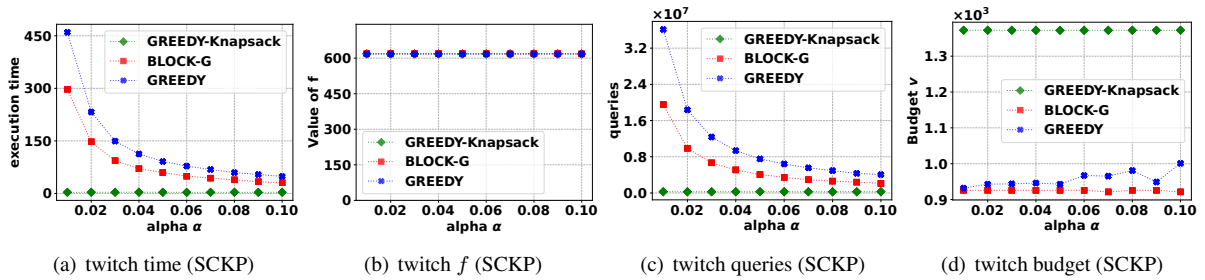 execution time
450
300
150
0
GREEDY-Knapsack
BLOCK-G
GREEDY
0.02 0.04 0.06 0.08 0.10
alpha α
(a) twitch time (SCKP)
Value of f
600
450
300
150
0
GREEDY-Knapsack
BLOCK-G
GREEDY
0.02 0.04 0.06 0.08 0.10
alpha α
(b) twitch f (SCKP)
×10⁷
queries
3.2
2.4
1.6
0.8
0.0
GREEDY-Knapsack
BLOCK-G
GREEDY
0.02 0.04 0.06 0.08 0.10
alpha α
(c) twitch queries (SCKP)
×10³
Budget v
1.3
1.2
1.1
1.0
0.9
GREEDY-Knapsack
BLOCK-G
GREEDY
0.02 0.04 0.06 0.08 0.10
alpha α
(d) twitch budget (SCKP)